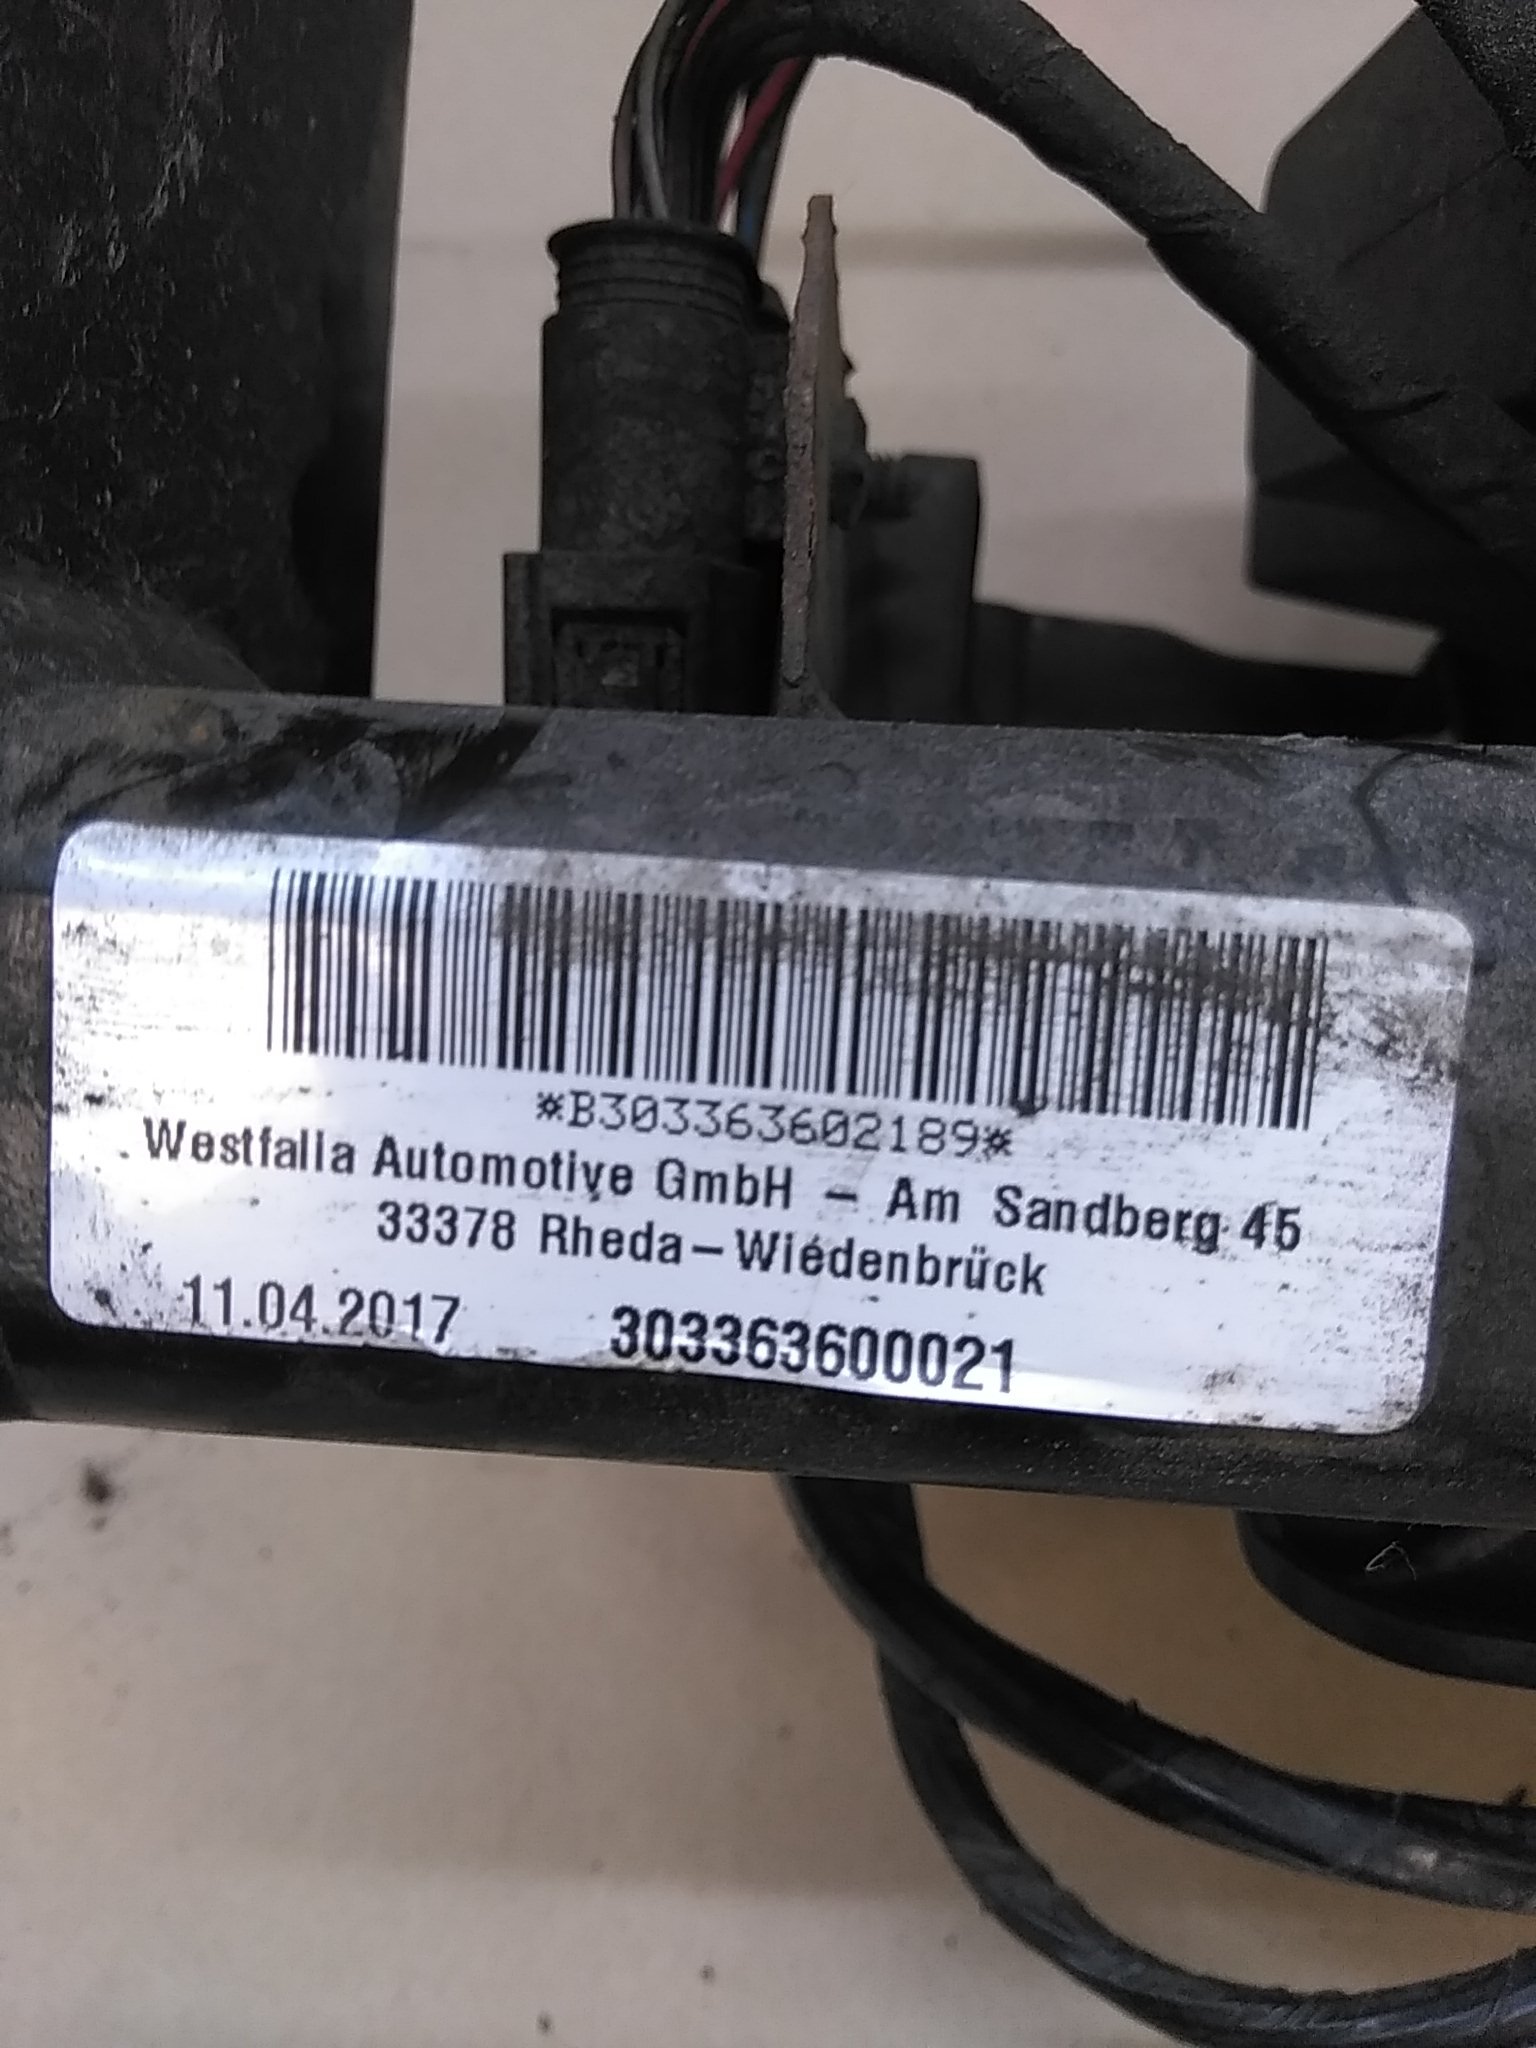 *B303363602189*
Westfalia Automotive GmbH – Am Sandberg 45
33378 Rheda–Wiedenbrück
11.04.2017 303363600021